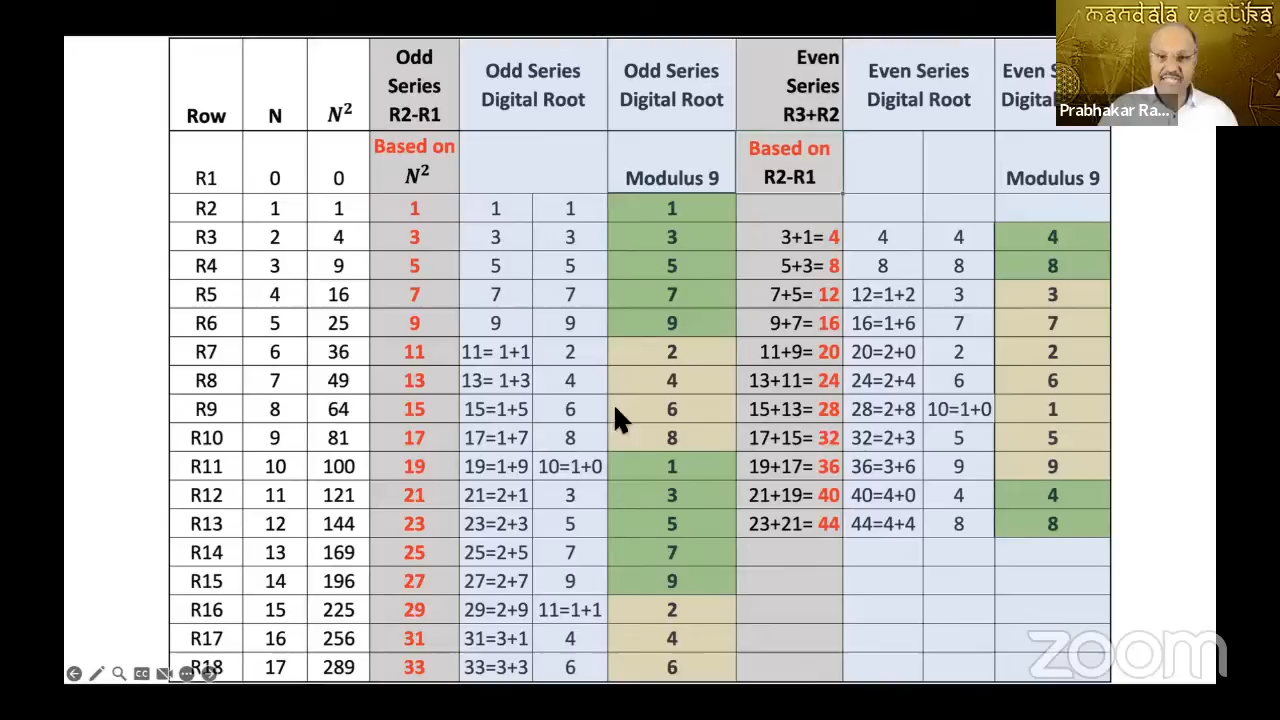 mandala vaatika
Prabhakar Ra...
Row N N² Odd Series R2-R1 Odd Series Digital Root Odd Series Digital Root Even Series R3+R2 Even Series Digital Root Even S Digita
R1 0 0 Based on N² Modulus 9 Based on R2-R1 Modulus 9
R2 1 1 1 1 1 1
R3 2 4 3 3 3 3 3+1= 4 4 4 4
R4 3 9 5 5 5 5 5+3= 8 8 8 8
R5 4 16 7 7 7 7 7+5= 12 12=1+2 3 3
R6 5 25 9 9 9 9 9+7= 16 16=1+6 7 7
R7 6 36 11 11= 1+1 2 2 11+9= 20 20=2+0 2 2
R8 7 49 13 13= 1+3 4 4 13+11= 24 24=2+4 6 6
R9 8 64 15 15=1+5 6 6 15+13= 28 28=2+8 10=1+0 1
R10 9 81 17 17=1+7 8 8 17+15= 32 32=2+3 5 5
R11 10 100 19 19=1+9 10=1+0 1 19+17= 36 36=3+6 9 9
R12 11 121 21 21=2+1 3 3 21+19= 40 40=4+0 4 4
R13 12 144 23 23=2+3 5 5 23+21= 44 44=4+4 8 8
R14 13 169 25 25=2+5 7 7
R15 14 196 27 27=2+7 9 9
R16 15 225 29 29=2+9 11=1+1 2
R17 16 256 31 31=3+1 4 4
R18 17 289 33 33=3+3 6 6
CC
zoom